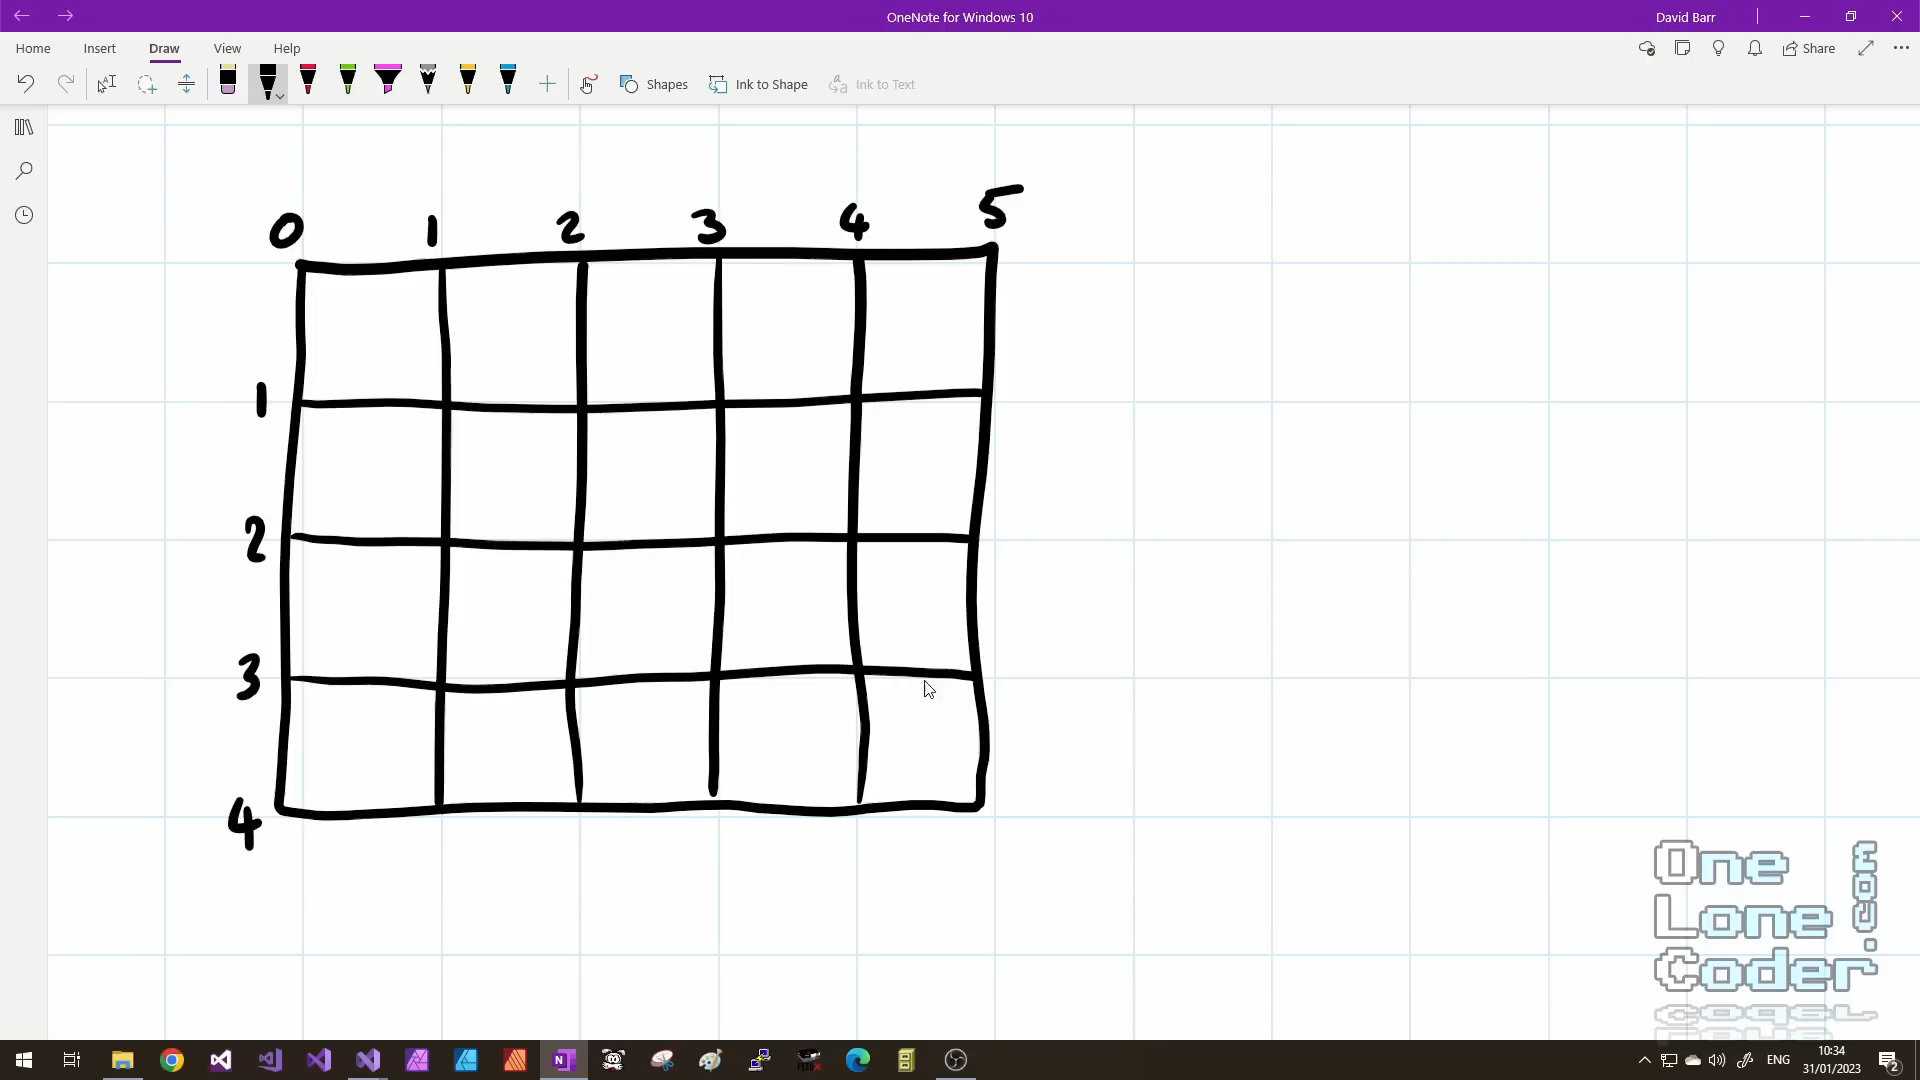 OneNote for Windows 10
David Barr
Home Insert Draw View Help
Share
Shapes
Ink to Shape
Ink to Text
0 1 2 3 4 5
1
2
3
4
One
Lone
Coder
.com
ENG
10:34
31/01/2023
2